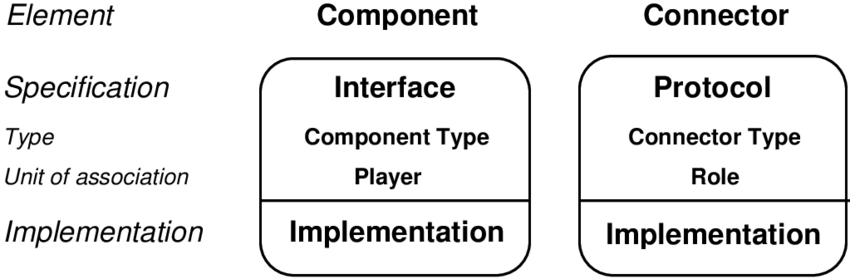 Element Component Connector
Specification Interface Protocol
Type Component Type Connector Type
Unit of association Player Role
Implementation Implementation Implementation